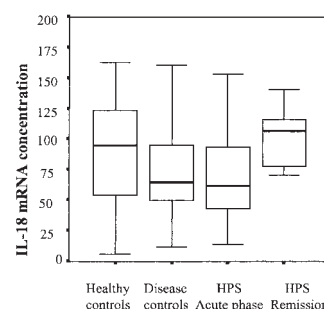 IL-18 mRNA concentration
200
150
125
100
75
50
25
0
Healthy controls
Disease controls
HPS Acute phase
HPS Remission